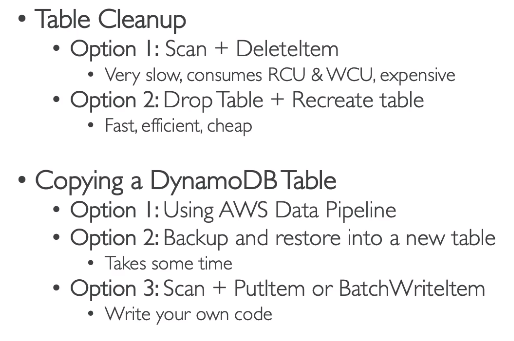 • Table Cleanup
• Option 1: Scan + DeleteItem
• Very slow, consumes RCU & WCU, expensive
• Option 2: Drop Table + Recreate table
• Fast, efficient, cheap
• Copying a DynamoDB Table
• Option 1: Using AWS Data Pipeline
• Option 2: Backup and restore into a new table
• Takes some time
• Option 3: Scan + PutItem or BatchWriteItem
• Write your own code